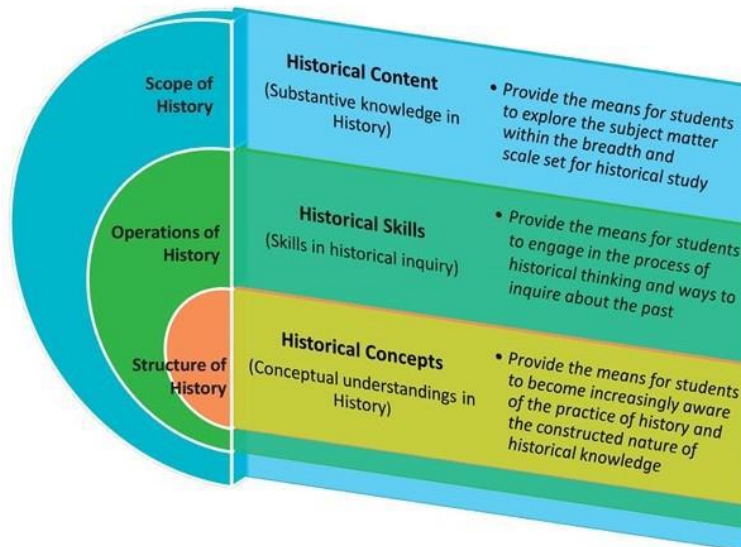 Scope of
History
Historical Content
(Substantive knowledge in
History)
• Provide the means for students
to explore the subject matter
within the breadth and
scale set for historical study
Operations of
History
Historical Skills
(Skills in historical inquiry)
• Provide the means for students
to engage in the process of
historical thinking and ways to
inquire about the past
Structure of
History
Historical Concepts
(Conceptual understandings in
History)
• Provide the means for students
to become increasingly aware
of the practice of history and
the constructed nature of
historical knowledge